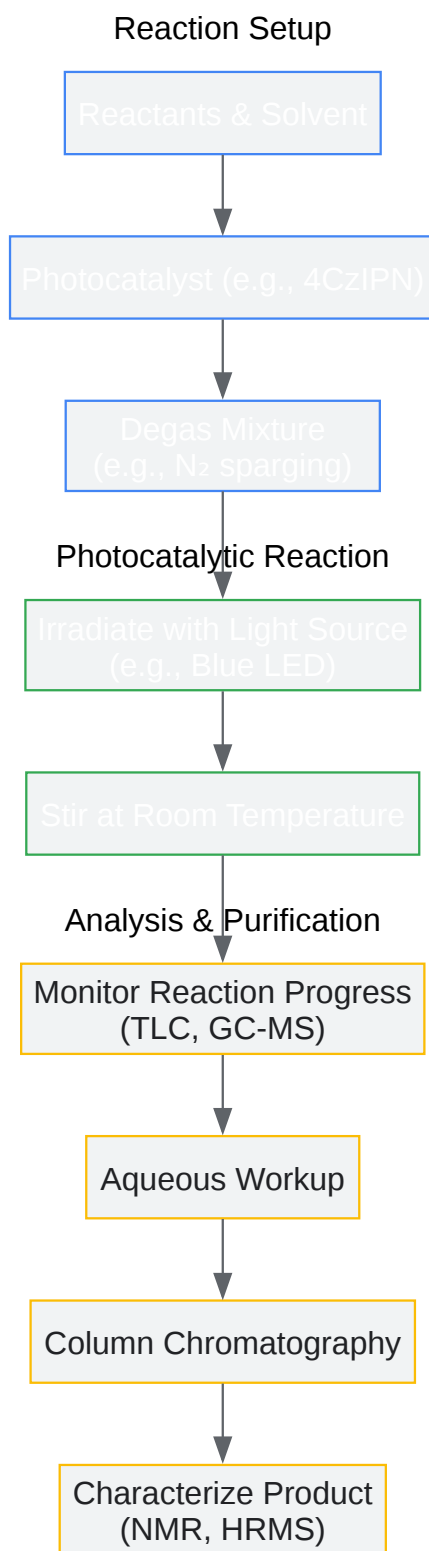 Reaction Setup
Reactants & Solvent
Photocatalyst (e.g., 4CzIPN)
Degas Mixture
(e.g., N₂ sparging)
Photocatalytic Reaction
Irradiate with Light Source
(e.g., Blue LED)
Stir at Room Temperature
Analysis & Purification
Monitor Reaction Progress
(TLC, GC-MS)
Aqueous Workup
Column Chromatography
Characterize Product
(NMR, HRMS)